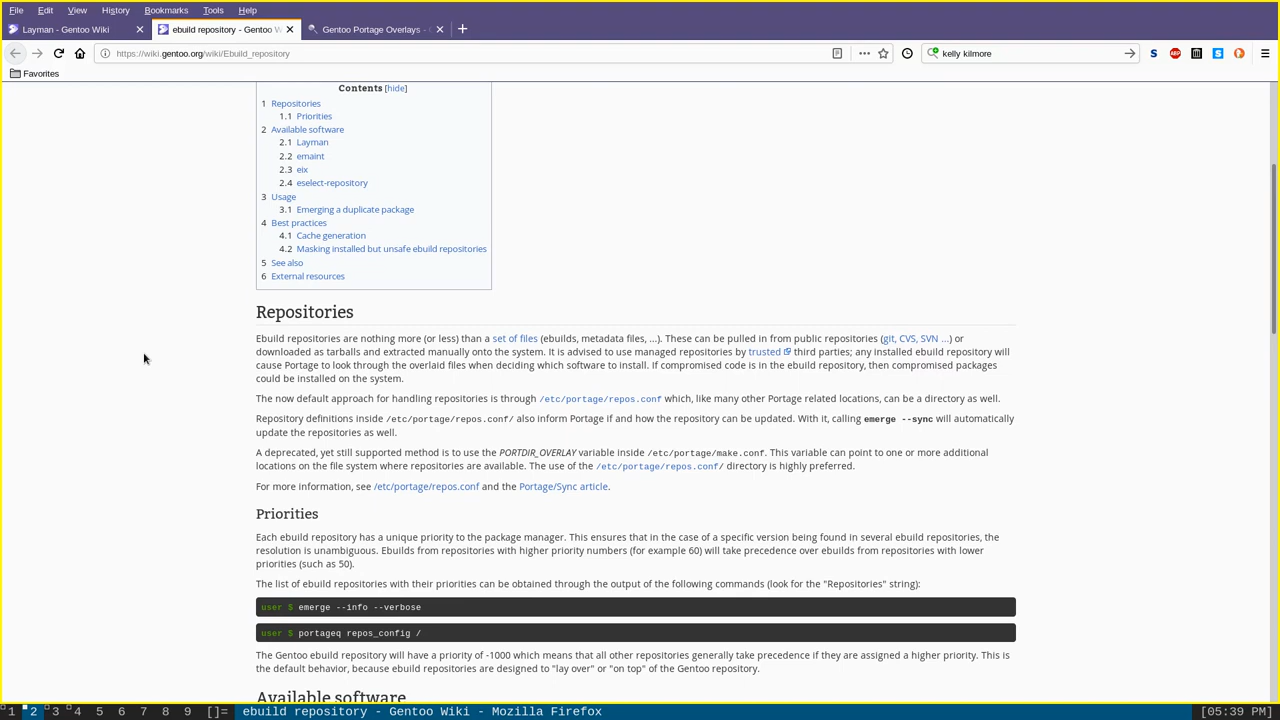 File Edit View History Bookmarks Tools Help
Layman - Gentoo Wiki
ebuild repository - Gentoo W
Gentoo Portage Overlays -
https://wiki.gentoo.org/wiki/Ebuild_repository
kelly kilmore
S ABP S
Favorites
Contents [hide]
1 Repositories
1.1 Priorities
2 Available software
2.1 Layman
2.2 emaint
2.3 eix
2.4 eselect-repository
3 Usage
3.1 Emerging a duplicate package
4 Best practices
4.1 Cache generation
4.2 Masking installed but unsafe ebuild repositories
5 See also
6 External resources
Repositories
Ebuild repositories are nothing more (or less) than a set of files (ebuilds, metadata files, ...). These can be pulled in from public repositories (git, CVS, SVN ...) or
downloaded as tarballs and extracted manually onto the system. It is advised to use managed repositories by trusted third parties; any installed ebuild repository will
cause Portage to look through the overlaid files when deciding which software to install. If compromised code is in the ebuild repository, then compromised packages
could be installed on the system.
The now default approach for handling repositories is through /etc/portage/repos.conf which, like many other Portage related locations, can be a directory as well.
Repository definitions inside /etc/portage/repos.conf/ also inform Portage if and how the repository can be updated. With it, calling emerge --sync will automatically
update the repositories as well.
A deprecated, yet still supported method is to use the PORTDIR_OVERLAY variable inside /etc/portage/make.conf. This variable can point to one or more additional
locations on the file system where repositories are available. The use of the /etc/portage/repos.conf/ directory is highly preferred.
For more information, see /etc/portage/repos.conf and the Portage/Sync article.
Priorities
Each ebuild repository has a unique priority to the package manager. This ensures that in the case of a specific version being found in several ebuild repositories, the
resolution is unambiguous. Ebuilds from repositories with higher priority numbers (for example 60) will take precedence over ebuilds from repositories with lower
priorities (such as 50).
The list of ebuild repositories with their priorities can be obtained through the output of the following commands (look for the "Repositories" string):
user $ emerge --info --verbose
user $ portageq repos_config /
The Gentoo ebuild repository will have a priority of -1000 which means that all other repositories generally take precedence if they are assigned a higher priority. This is
the default behavior, because ebuild repositories are designed to "lay over" or "on top" of the Gentoo repository.
Available software
1 2 3 4 5 6 7 8 9 []= ebuild repository - Gentoo Wiki - Mozilla Firefox [05:39 PM]